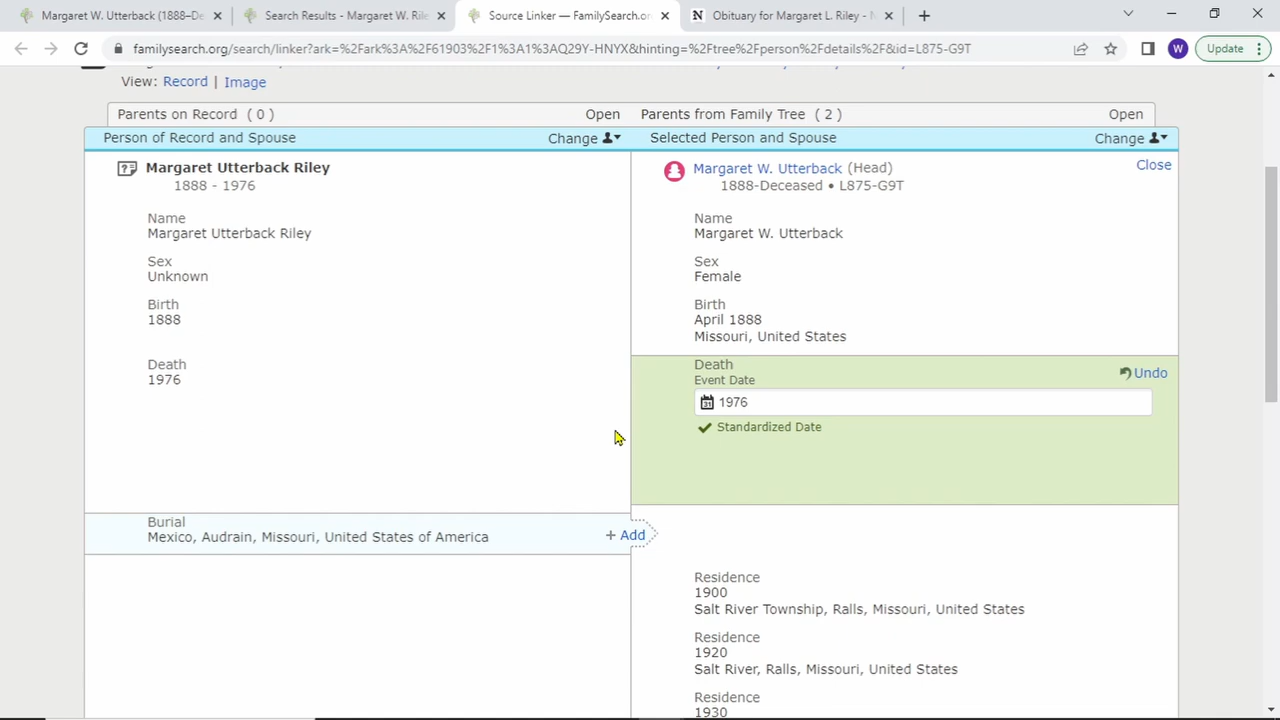 Margaret W. Utterback (1888–De
Search Results - Margaret W. Rile
Source Linker — FamilySearch.or
N Obituary for Margaret L. Riley - N
familysearch.org/search/linker?ark=%2Fark%3A%2F61903%2F1%3A1%3AQ29Y-HNYX&hinting=%2Ftree%2Fperson%2Fdetails%2F&id=L875-G9T
W
Update
View: Record | Image
Parents on Record ( 0 ) Open
Parents from Family Tree ( 2 ) Open
Person of Record and Spouse Change
Selected Person and Spouse Change
Margaret Utterback Riley
1888 - 1976
Name
Margaret Utterback Riley
Sex
Unknown
Birth
1888
Death
1976
Burial
Mexico, Audrain, Missouri, United States of America
+ Add
Margaret W. Utterback (Head)
Close
1888-Deceased • L875-G9T
Name
Margaret W. Utterback
Sex
Female
Birth
April 1888
Missouri, United States
Death
Event Date
Undo
31 1976
Standardized Date
Residence
1900
Salt River Township, Ralls, Missouri, United States
Residence
1920
Salt River, Ralls, Missouri, United States
Residence
1930